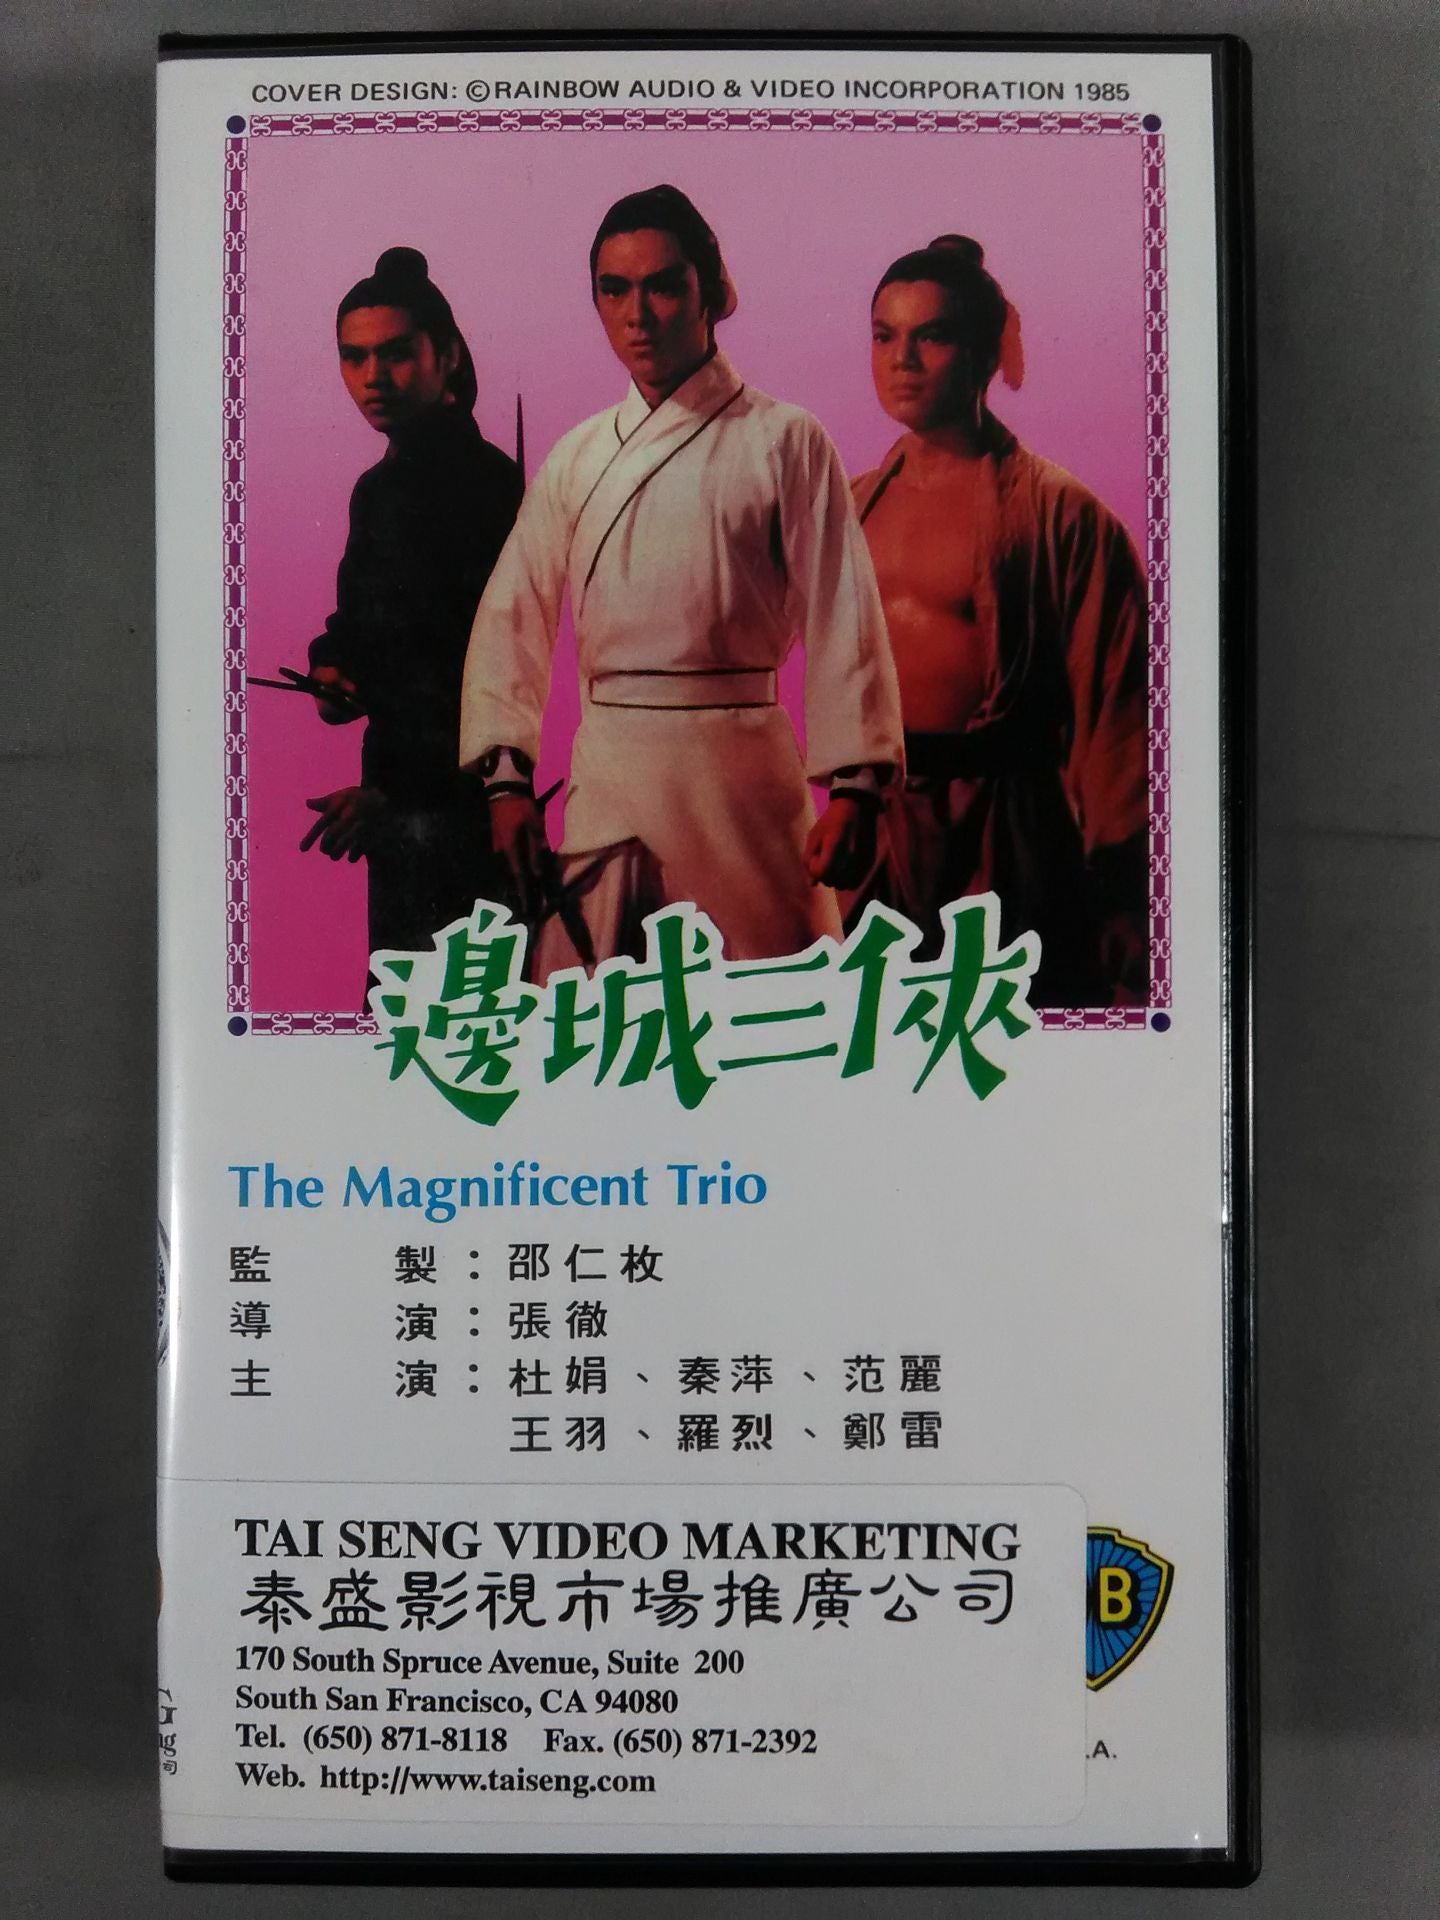 COVER DESIGN: ©RAINBOW AUDIO & VIDEO INCORPORATION 1985
邊城三俠
The Magnificent Trio
監 製：邵仁枚
導 演：張徹
主 演：杜娟、秦萍、范麗
王羽、羅烈、鄭雷
TAI SENG VIDEO MARKETING
泰盛影視市場推廣公司
170 South Spruce Avenue, Suite 200
South San Francisco, CA 94080
Tel. (650) 871-8118 Fax. (650) 871-2392
Web. http://www.taiseng.com
B
.A.